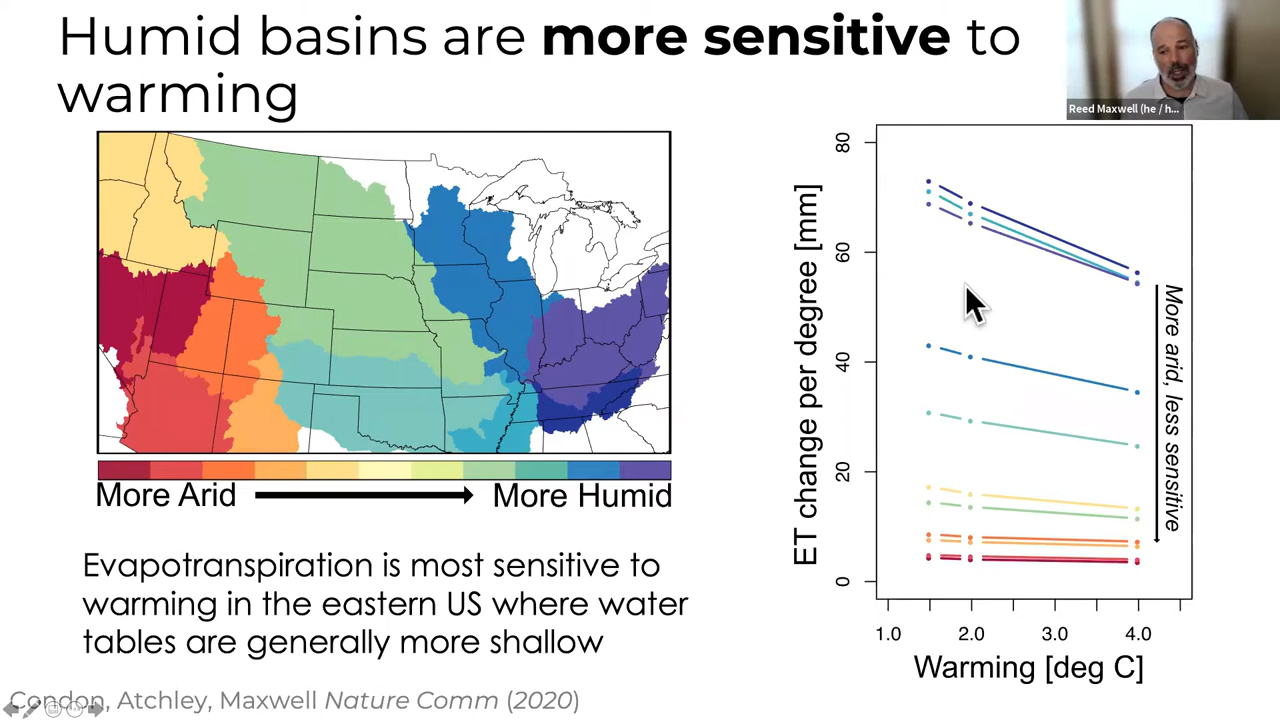 Humid basins are more sensitive to
warming
Reed Maxwell (he / h...
More Arid
More Humid
Evapotranspiration is most sensitive to
warming in the eastern US where water
tables are generally more shallow
Condon, Atchley, Maxwell Nature Comm (2020)
ET change per degree [mm]
80
60
40
20
0
More arid, less sensitive
1.0 2.0 3.0 4.0
Warming [deg C]